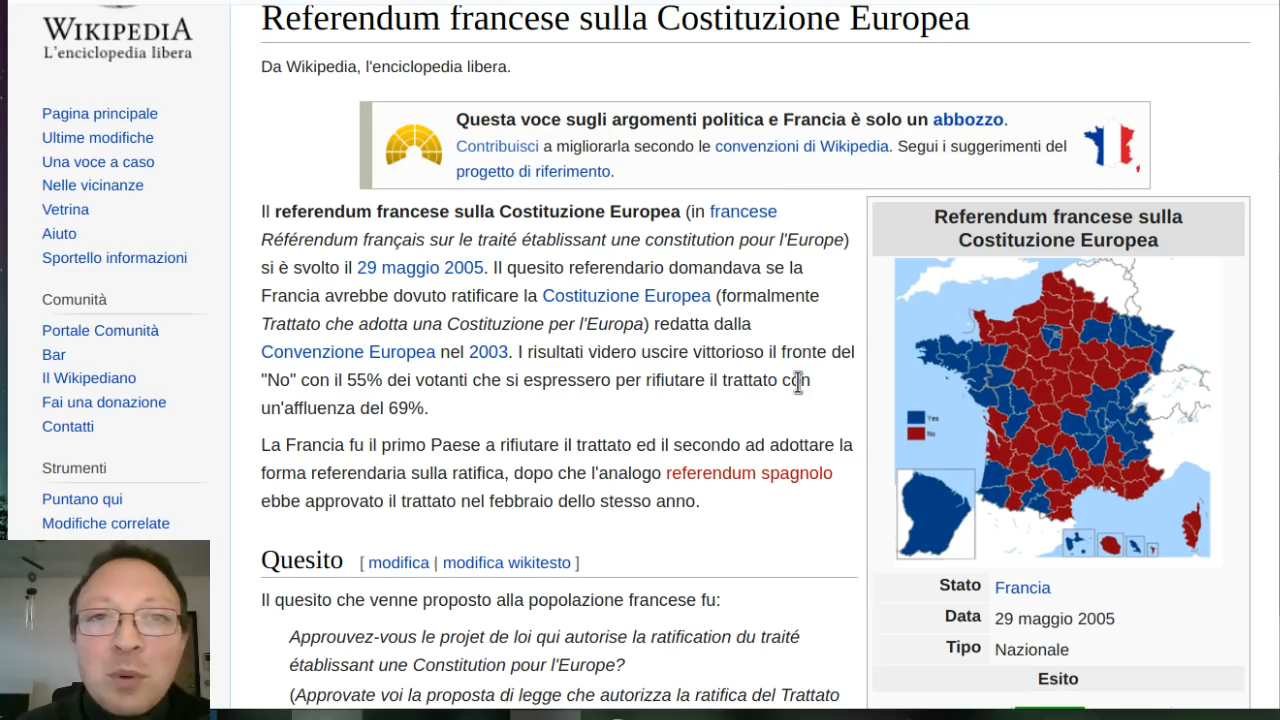 WIKIPEDIA
L'enciclopedia libera
Pagina principale
Ultime modifiche
Una voce a caso
Nelle vicinanze
Vetrina
Aiuto
Sportello informazioni
Comunità
Portale Comunità
Bar
Il Wikipediano
Fai una donazione
Contatti
Strumenti
Puntano qui
Modifiche correlate
Referendum francese sulla Costituzione Europea
Da Wikipedia, l'enciclopedia libera.
Questa voce sugli argomenti politica e Francia è solo un abbozzo.
Contribuisci a migliorarla secondo le convenzioni di Wikipedia. Segui i suggerimenti del
progetto di riferimento.
Il referendum francese sulla Costituzione Europea (in francese
Référendum français sur le traité établissant une constitution pour l'Europe)
si è svolto il 29 maggio 2005. Il quesito referendario domandava se la
Francia avrebbe dovuto ratificare la Costituzione Europea (formalmente
Trattato che adotta una Costituzione per l'Europa) redatta dalla
Convenzione Europea nel 2003. I risultati videro uscire vittorioso il fronte del
"No" con il 55% dei votanti che si espressero per rifiutare il trattato con
un'affluenza del 69%.
La Francia fu il primo Paese a rifiutare il trattato ed il secondo ad adottare la
forma referendaria sulla ratifica, dopo che l'analogo referendum spagnolo
ebbe approvato il trattato nel febbraio dello stesso anno.
Quesito [ modifica | modifica wikitesto ]
Il quesito che venne proposto alla popolazione francese fu:
Approuvez-vous le projet de loi qui autorise la ratification du traité
établissant une Constitution pour l'Europe?
(Approvate voi la proposta di legge che autorizza la ratifica del Trattato
Referendum francese sulla
Costituzione Europea
Yes
No
Stato Francia
Data 29 maggio 2005
Tipo Nazionale
Esito